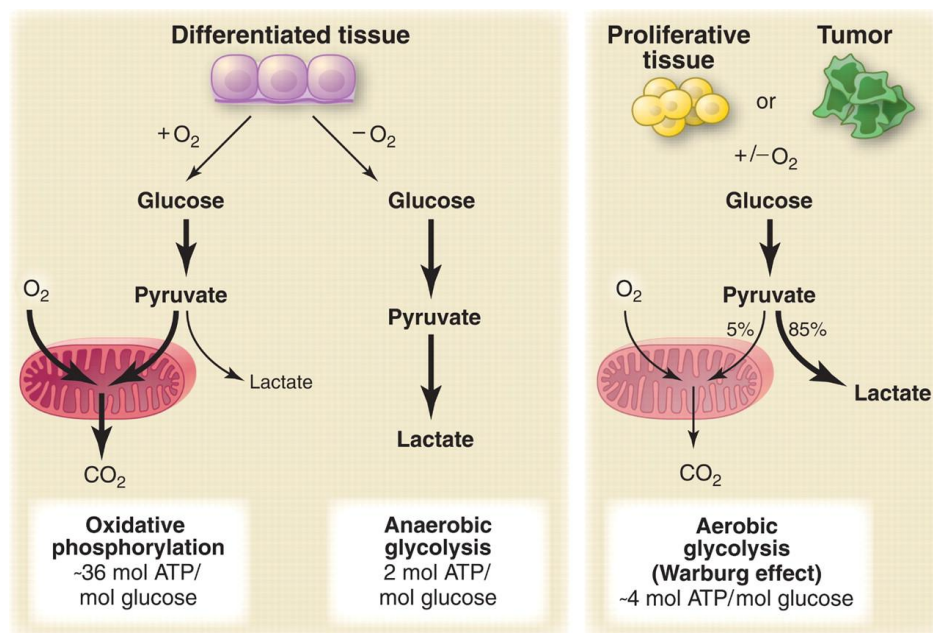 Differentiated tissue
+O₂
−O₂
Glucose
Glucose
O₂
Pyruvate
Pyruvate
Lactate
Lactate
CO₂
Oxidative
phosphorylation
~36 mol ATP/
mol glucose
Anaerobic
glycolysis
2 mol ATP/
mol glucose
Proliferative
tissue
or
Tumor
+/−O₂
Glucose
O₂
Pyruvate
5%
85%
Lactate
CO₂
Aerobic
glycolysis
(Warburg effect)
~4 mol ATP/mol glucose